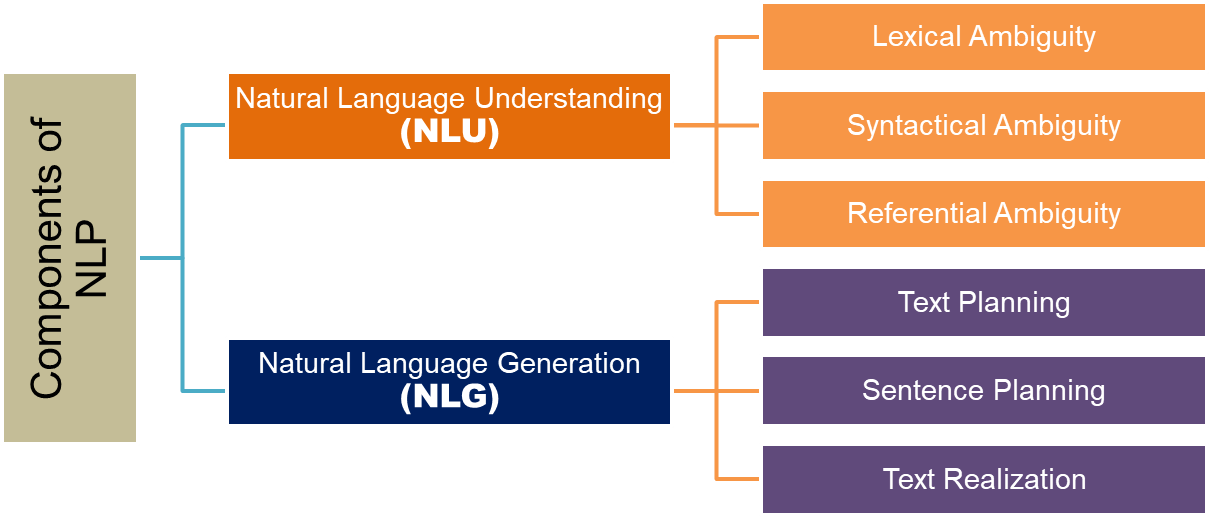 Components of
NLP
Natural Language Understanding
(NLU)
Lexical Ambiguity
Syntactical Ambiguity
Referential Ambiguity
Natural Language Generation
(NLG)
Text Planning
Sentence Planning
Text Realization